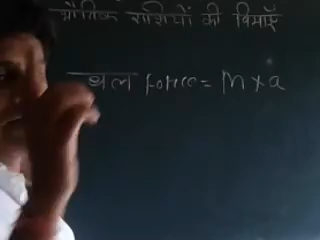 भौतिक राशियों की विमाएँ
बल force = M x a